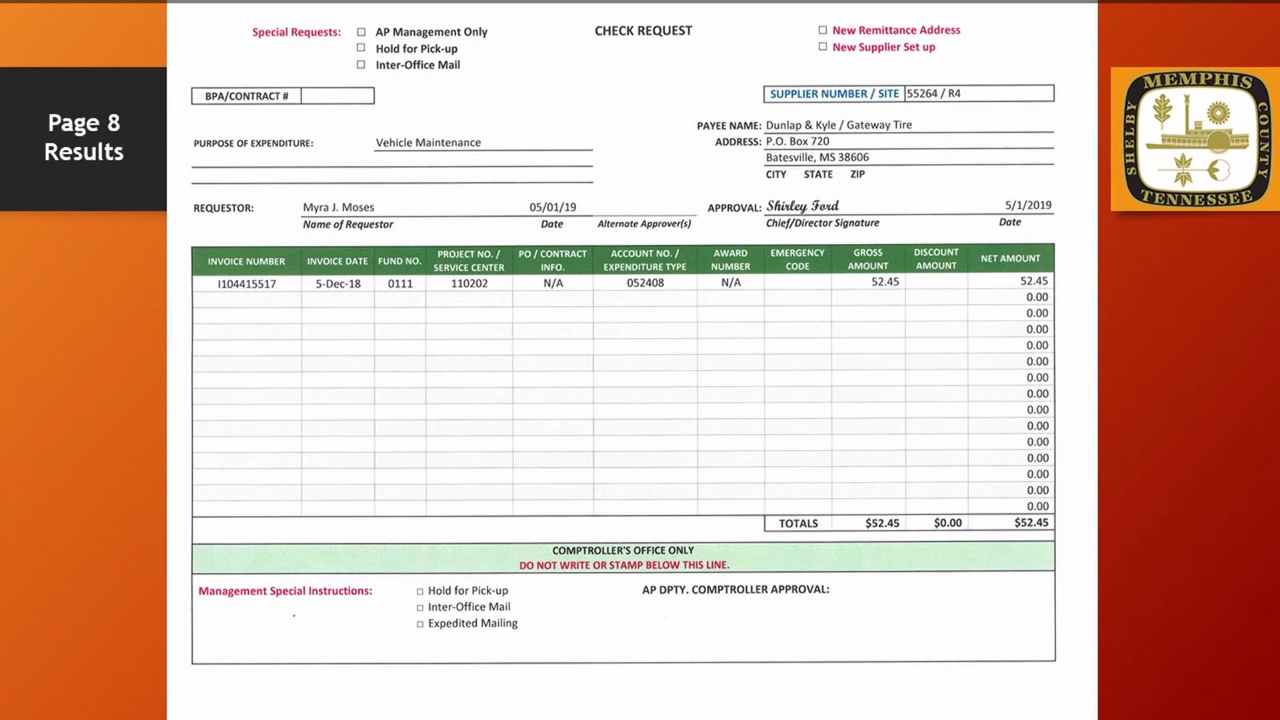 Page 8
Results
Special Requests: ☐ AP Management Only
☐ Hold for Pick-up
☐ Inter-Office Mail
CHECK REQUEST
☐ New Remittance Address
☐ New Supplier Set up
BPA/CONTRACT #
SUPPLIER NUMBER / SITE 55264 / R4
PURPOSE OF EXPENDITURE: Vehicle Maintenance
PAYEE NAME: Dunlap & Kyle / Gateway Tire
ADDRESS: P.O. Box 720
Batesville, MS 38606
CITY STATE ZIP
REQUESTOR: Myra J. Moses 05/01/19
Name of Requestor Date Alternate Approver(s)
APPROVAL: Shirley Ford 5/1/2019
Chief/Director Signature Date
INVOICE NUMBER INVOICE DATE FUND NO. PROJECT NO. / SERVICE CENTER PO / CONTRACT INFO. ACCOUNT NO. / EXPENDITURE TYPE AWARD NUMBER EMERGENCY CODE GROSS AMOUNT DISCOUNT AMOUNT NET AMOUNT
I104415517 5-Dec-18 0111 110202 N/A 052408 N/A 52.45 52.45
0.00
0.00
0.00
0.00
0.00
0.00
0.00
0.00
0.00
0.00
0.00
0.00
0.00
0.00
TOTALS $52.45 $0.00 $52.45
COMPTROLLER'S OFFICE ONLY
DO NOT WRITE OR STAMP BELOW THIS LINE.
Management Special Instructions: ☐ Hold for Pick-up
☐ Inter-Office Mail
☐ Expedited Mailing
AP DPTY. COMPTROLLER APPROVAL:
MEMPHIS
SHELBY
COUNTY
TENNESSEE